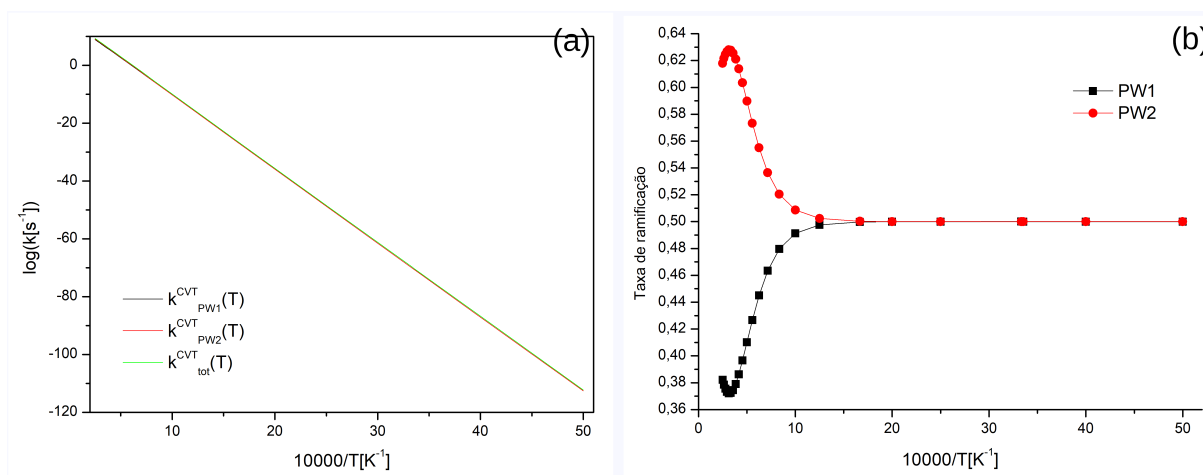 (a)
0
-20
-40
-60
-80
-100
-120
log(k[s⁻¹])
k^CVT_PW1(T)
k^CVT_PW2(T)
k^CVT_tot(T)
10 20 30 40 50
10000/T[K⁻¹]
(b)
0,64
0,62
0,60
0,58
0,56
0,54
0,52
0,50
0,48
0,46
0,44
0,42
0,40
0,38
0,36
Taxa de ramificação
PW1
PW2
0 10 20 30 40 50
10000/T[K⁻¹]